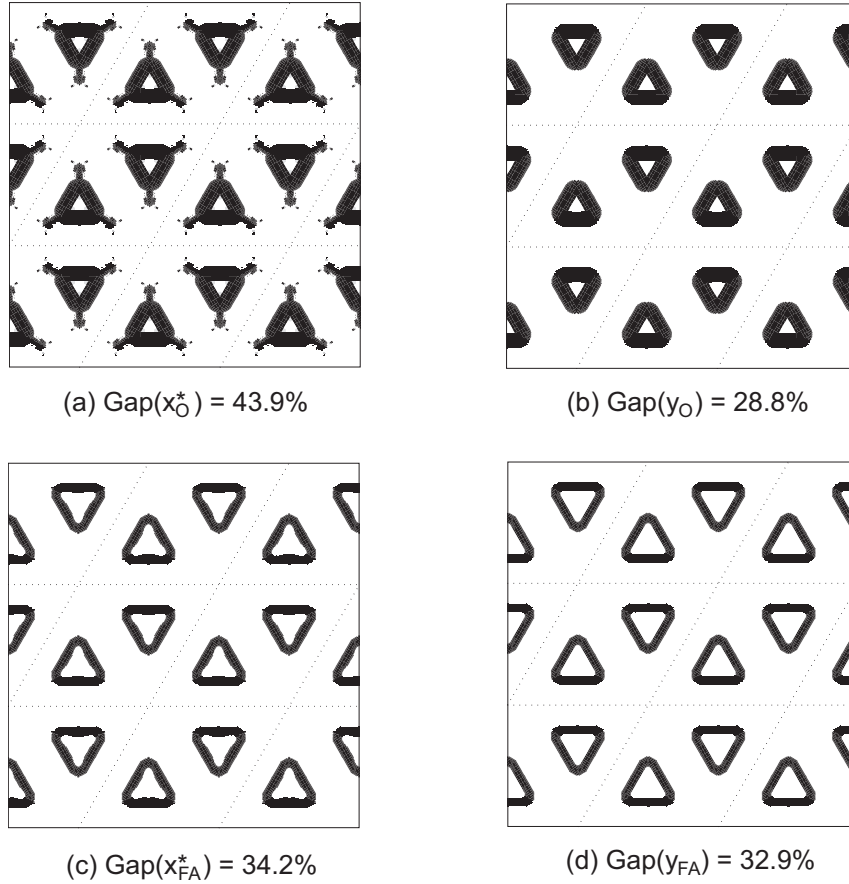 (a) Gap(x*O) = 43.9%
(b) Gap(yO) = 28.8%
(c) Gap(x*FA) = 34.2%
(d) Gap(yFA) = 32.9%